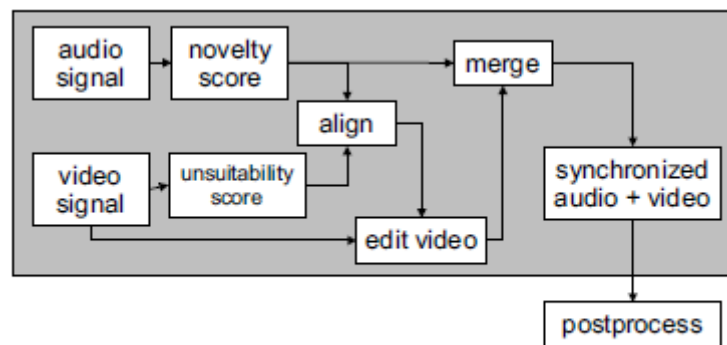 audio
signal
novelty
score
merge
align
video
signal
unsuitability
score
synchronized
audio + video
edit video
postprocess